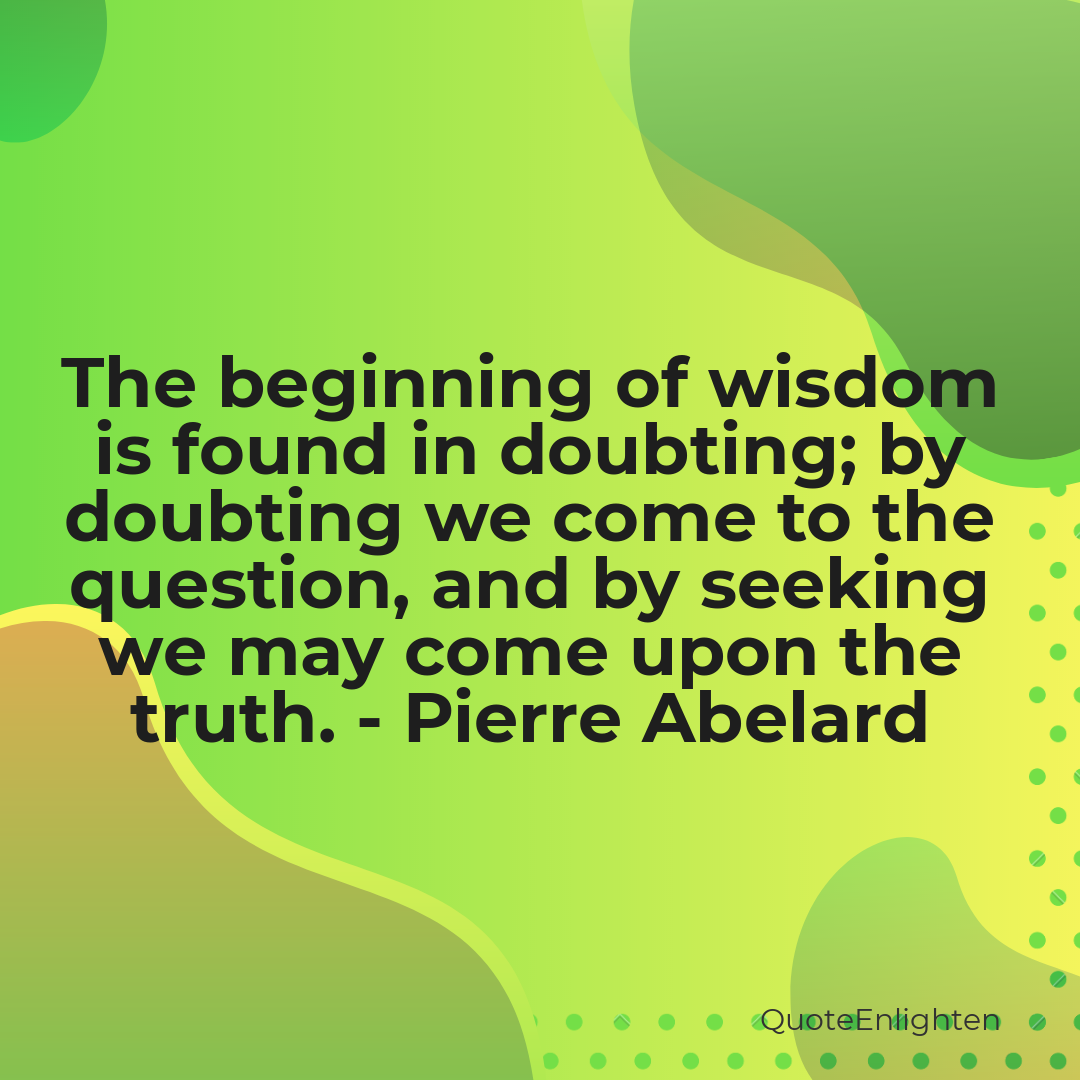 The beginning of wisdom
is found in doubting; by
doubting we come to the
question, and by seeking
we may come upon the
truth. - Pierre Abelard
QuoteEnlighten